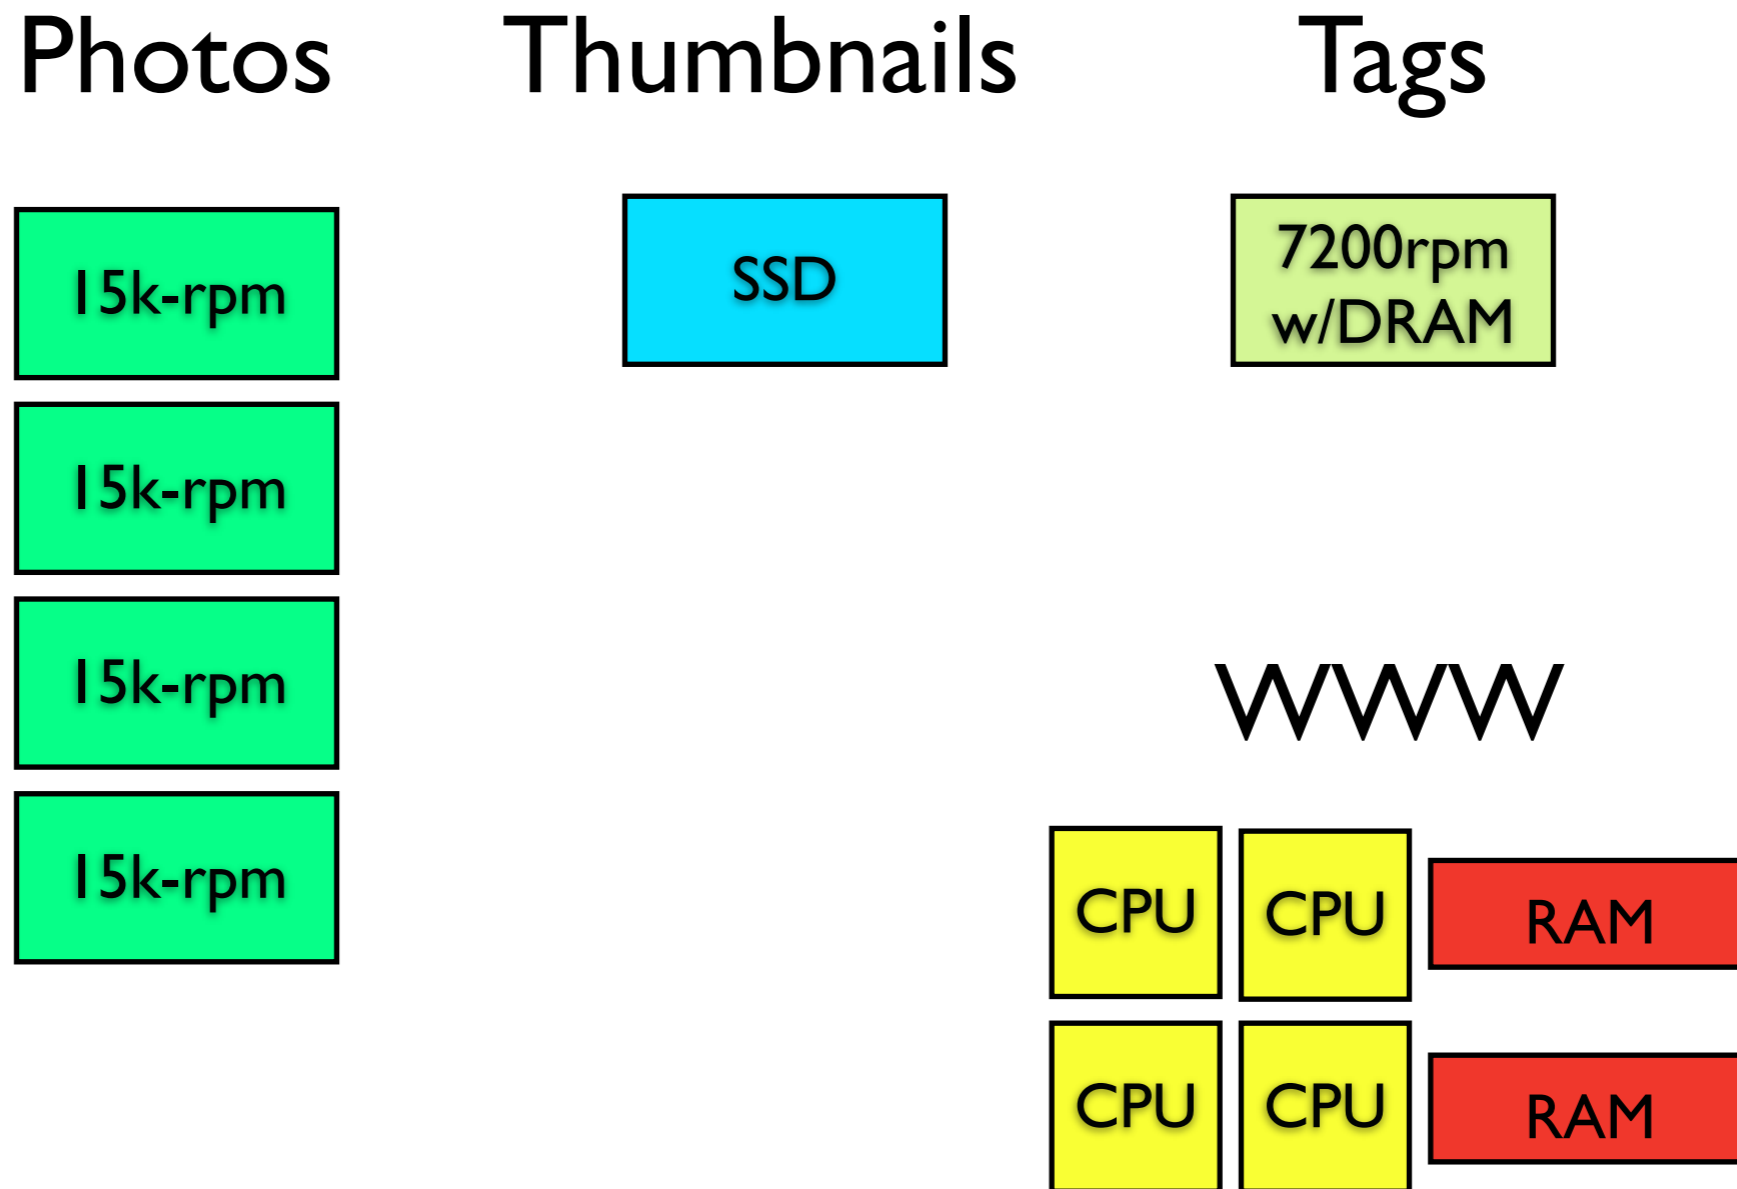 Photos
Thumbnails
Tags
15k-rpm
SSD
7200rpm
w/DRAM
15k-rpm
15k-rpm
15k-rpm
WWW
CPU
CPU
RAM
CPU
CPU
RAM